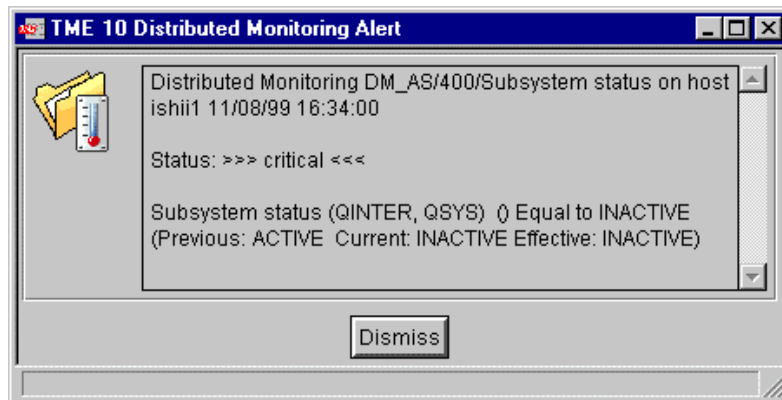 TME 10 Distributed Monitoring Alert
Distributed Monitoring DM_AS/400/Subsystem status on host
ishii1 11/08/99 16:34:00
Status: >>> critical <<<
Subsystem status (QINTER, QSYS)  () Equal to INACTIVE
(Previous: ACTIVE  Current: INACTIVE Effective: INACTIVE)
Dismiss